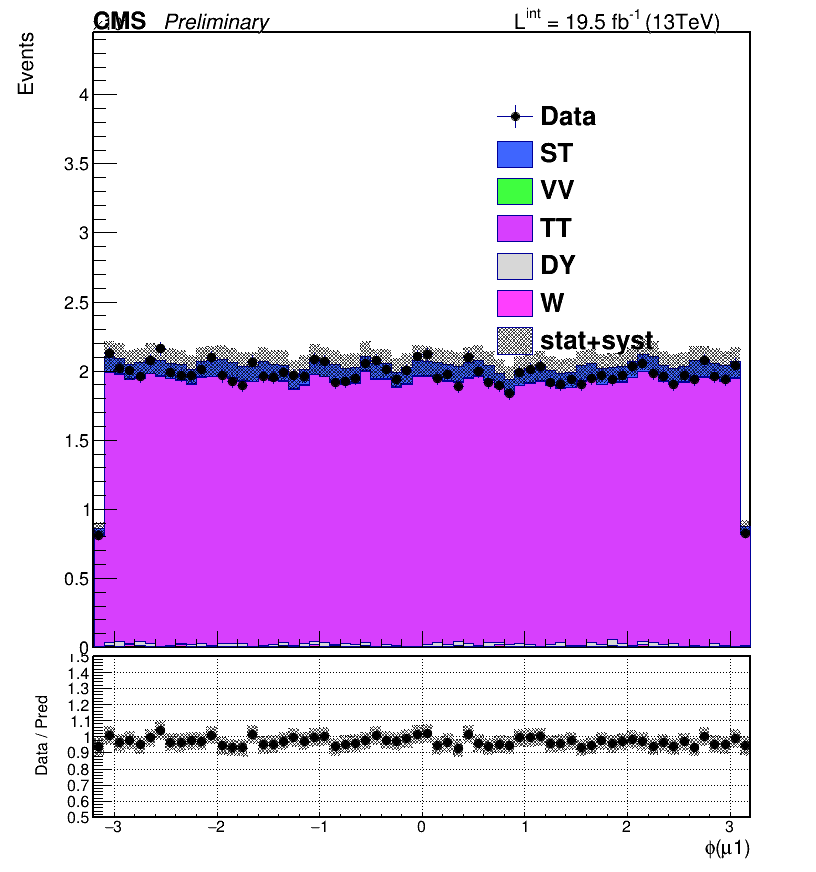 CMS Preliminary L^int = 19.5 fb^-1 (13TeV)
Events
4
3.5
3
2.5
2
1.5
1
0.5
0
Data
ST
VV
TT
DY
W
stat+syst
Data / Pred
1.5
1.4
1.3
1.2
1.1
1
0.9
0.8
0.7
0.6
0.5
−3 −2 −1 0 1 2 3
ϕ(μ1)